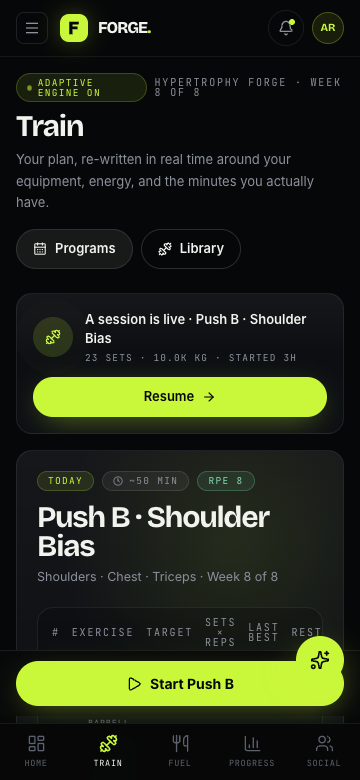 F FORGE. AR
ADAPTIVE ENGINE ON
HYPERTROPHY FORGE · WEEK 8 OF 8
Train
Your plan, re-written in real time around your
equipment, energy, and the minutes you actually
have.
Programs Library
A session is live · Push B · Shoulder
Bias
23 SETS · 10.0K KG · STARTED 3H
Resume
TODAY ~50 MIN RPE 8
Push B · Shoulder
Bias
Shoulders · Chest · Triceps · Week 8 of 8
# EXERCISE TARGET SETS × REPS LAST BEST REST
Start Push B
BARBELL
HOME TRAIN FUEL PROGRESS SOCIAL